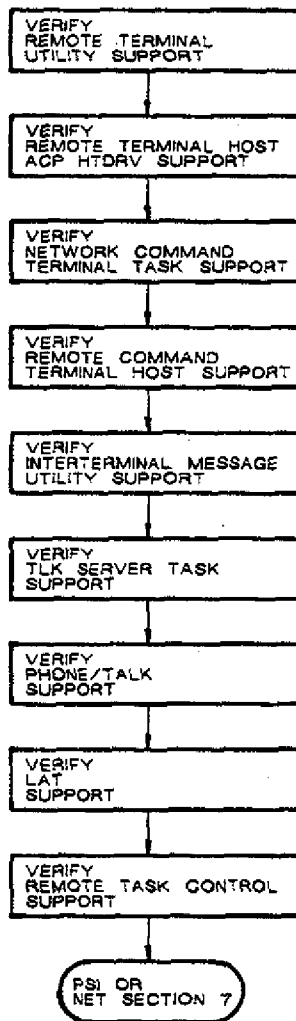 VERIFY
REMOTE TERMINAL
UTILITY SUPPORT
VERIFY
REMOTE TERMINAL HOST
ACP HTDRV SUPPORT
VERIFY
NETWORK COMMAND
TERMINAL TASK SUPPORT
VERIFY
REMOTE COMMAND
TERMINAL HOST SUPPORT
VERIFY
INTERTERMINAL MESSAGE
UTILITY SUPPORT
VERIFY
TLK SERVER TASK
SUPPORT
VERIFY
PHONE/TALK
SUPPORT
VERIFY
LAT
SUPPORT
VERIFY
REMOTE TASK CONTROL
SUPPORT
PSI OR
NET SECTION 7